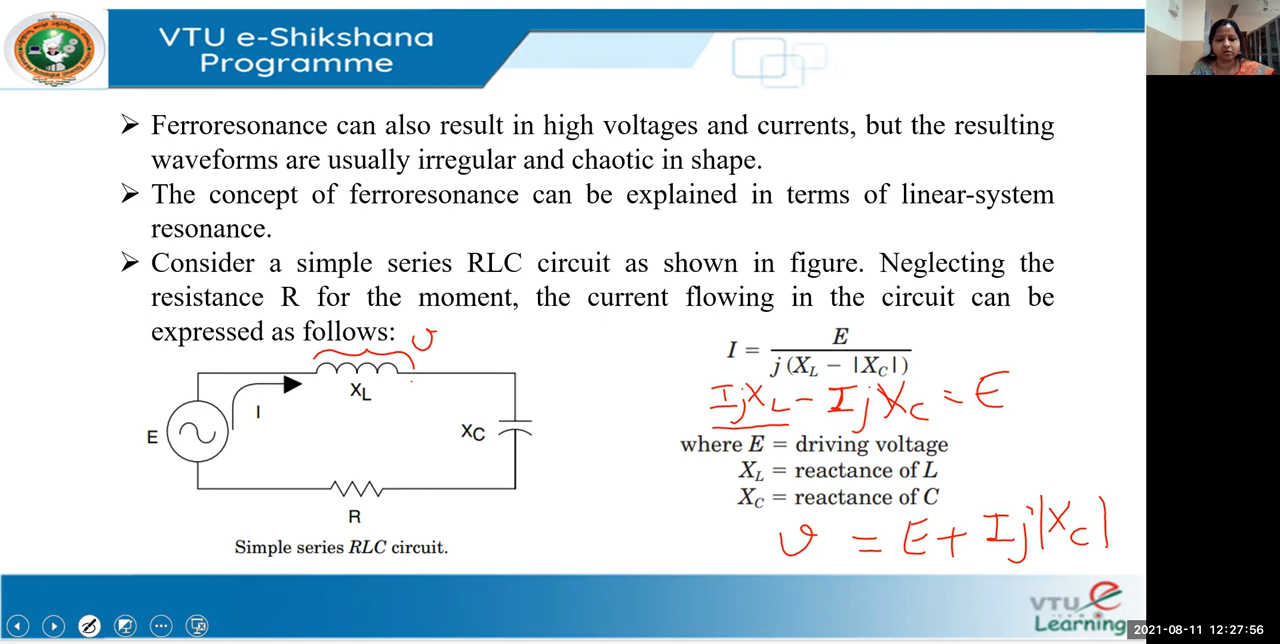 VTU e-Shikshana
Programme
➢ Ferroresonance can also result in high voltages and currents, but the resulting
waveforms are usually irregular and chaotic in shape.
➢ The concept of ferroresonance can be explained in terms of linear-system
resonance.
➢ Consider a simple series RLC circuit as shown in figure. Neglecting the
resistance R for the moment, the current flowing in the circuit can be
expressed as follows:
v
X_L
I
E
X_C
R
Simple series RLC circuit.
I = E / j (X_L − |X_C|)
IjX_L − IjX_C = E
where E = driving voltage
X_L = reactance of L
X_C = reactance of C
v = E + Ij|X_C|
VTU
Learning
2021-08-11 12:27:56